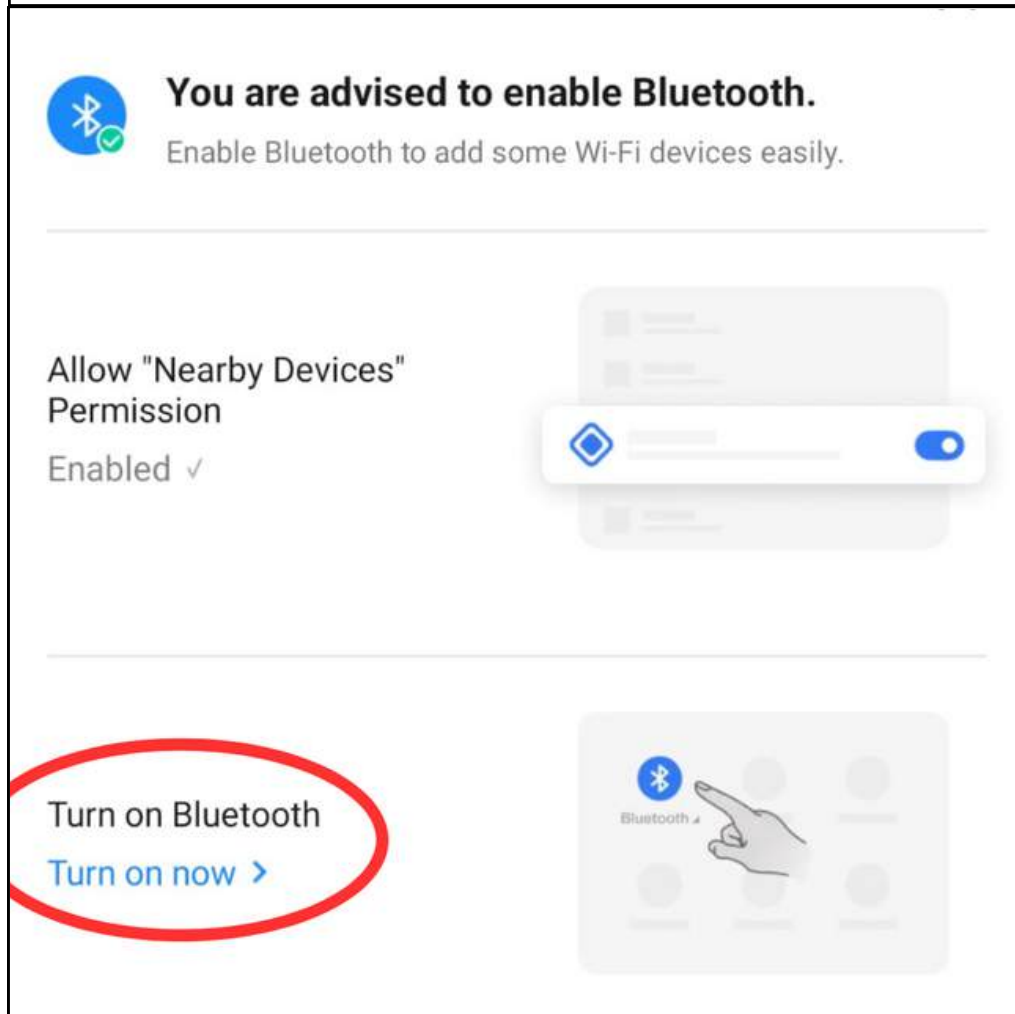 You are advised to enable Bluetooth.
Enable Bluetooth to add some Wi-Fi devices easily.
Allow "Nearby Devices"
Permission
Enabled ✓
Turn on Bluetooth
Turn on now >
Bluetooth